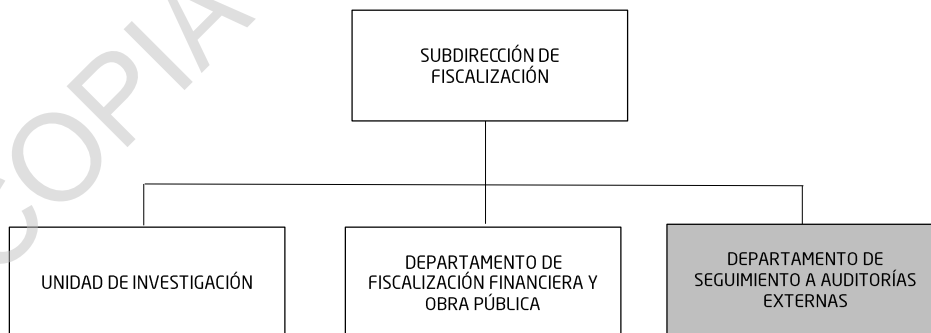 COPIA
SUBDIRECCIÓN DE
FISCALIZACIÓN
UNIDAD DE INVESTIGACIÓN
DEPARTAMENTO DE
FISCALIZACIÓN FINANCIERA Y
OBRA PÚBLICA
DEPARTAMENTO DE
SEGUIMIENTO A AUDITORÍAS
EXTERNAS